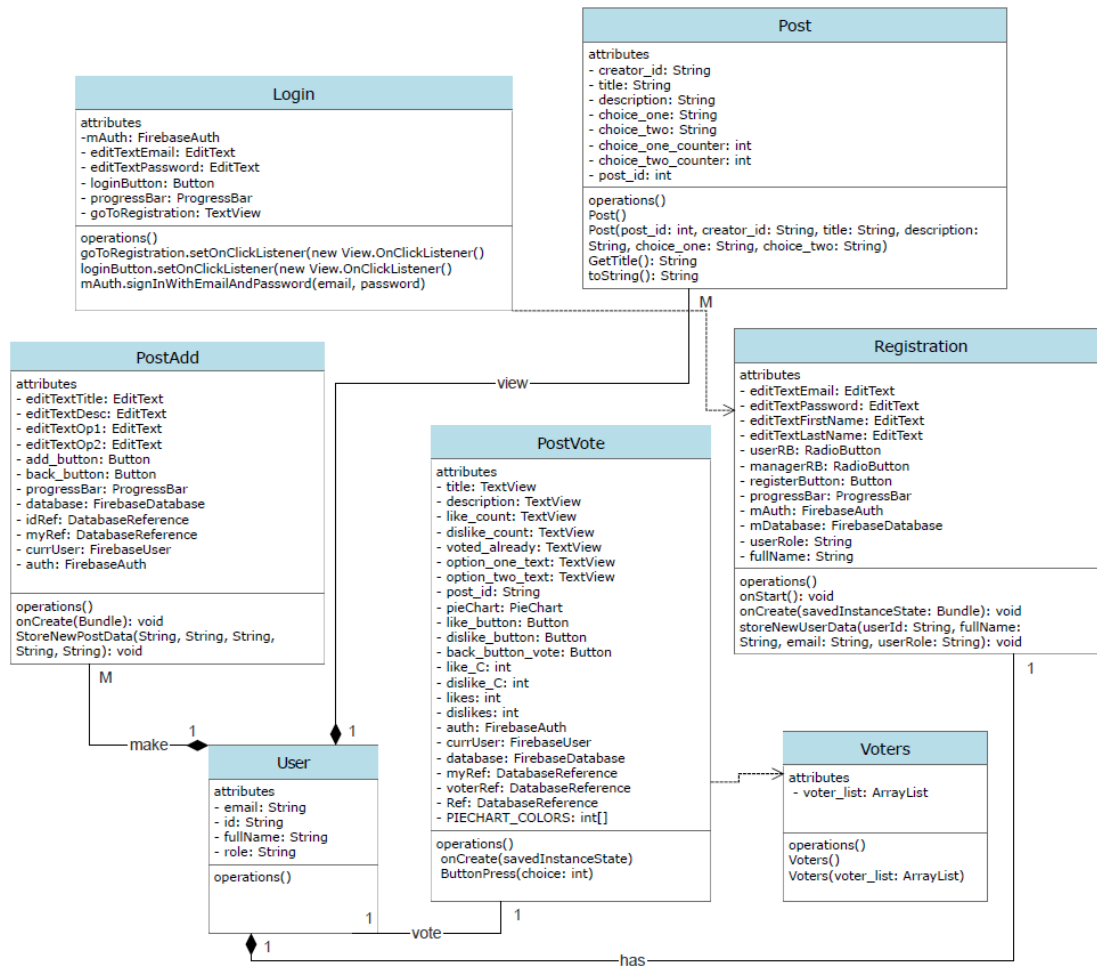 Post
attributes
- creator_id: String
- title: String
- description: String
- choice_one: String
- choice_two: String
- choice_one_counter: int
- choice_two_counter: int
- post_id: int
operations()
Post()
Post(post_id: int, creator_id: String, title: String, description:
String, choice_one: String, choice_two: String)
GetTitle(): String
toString(): String
Login
attributes
-mAuth: FirebaseAuth
- editTextEmail: EditText
- editTextPassword: EditText
- loginButton: Button
- progressBar: ProgressBar
- goToRegistration: TextView
operations()
goToRegistration.setOnClickListener(new View.OnClickListener()
loginButton.setOnClickListener(new View.OnClickListener()
mAuth.signInWithEmailAndPassword(email, password)
M
view
1
PostAdd
attributes
- editTextTitle: EditText
- editTextDesc: EditText
- editTextOp1: EditText
- editTextOp2: EditText
- add_button: Button
- back_button: Button
- progressBar: ProgressBar
- database: FirebaseDatabase
- idRef: DatabaseReference
- myRef: DatabaseReference
- currUser: FirebaseUser
- auth: FirebaseAuth
operations()
onCreate(Bundle): void
StoreNewPostData(String, String, String,
String, String): void
M
make
1
Registration
attributes
- editTextEmail: EditText
- editTextPassword: EditText
- editTextFirstName: EditText
- editTextLastName: EditText
- userRB: RadioButton
- managerRB: RadioButton
- registerButton: Button
- progressBar: ProgressBar
- mAuth: FirebaseAuth
- mDatabase: FirebaseDatabase
- userRole: String
- fullName: String
operations()
onStart(): void
onCreate(savedInstanceState: Bundle): void
storeNewUserData(userId: String, fullName:
String, email: String, userRole: String): void
1
PostVote
attributes
- title: TextView
- description: TextView
- like_count: TextView
- dislike_count: TextView
- voted_already: TextView
- option_one_text: TextView
- option_two_text: TextView
- post_id: String
- pieChart: PieChart
- like_button: Button
- dislike_button: Button
- back_button_vote: Button
- like_C: int
- dislike_C: int
- likes: int
- dislikes: int
- auth: FirebaseAuth
- currUser: FirebaseUser
- database: FirebaseDatabase
- myRef: DatabaseReference
- voterRef: DatabaseReference
- Ref: DatabaseReference
- PIECHART_COLORS: int[]
operations()
onCreate(savedInstanceState)
ButtonPress(choice: int)
1
User
attributes
- email: String
- id: String
- fullName: String
- role: String
operations()
1
vote
1
has
Voters
attributes
- voter_list: ArrayList
operations()
Voters()
Voters(voter_list: ArrayList)